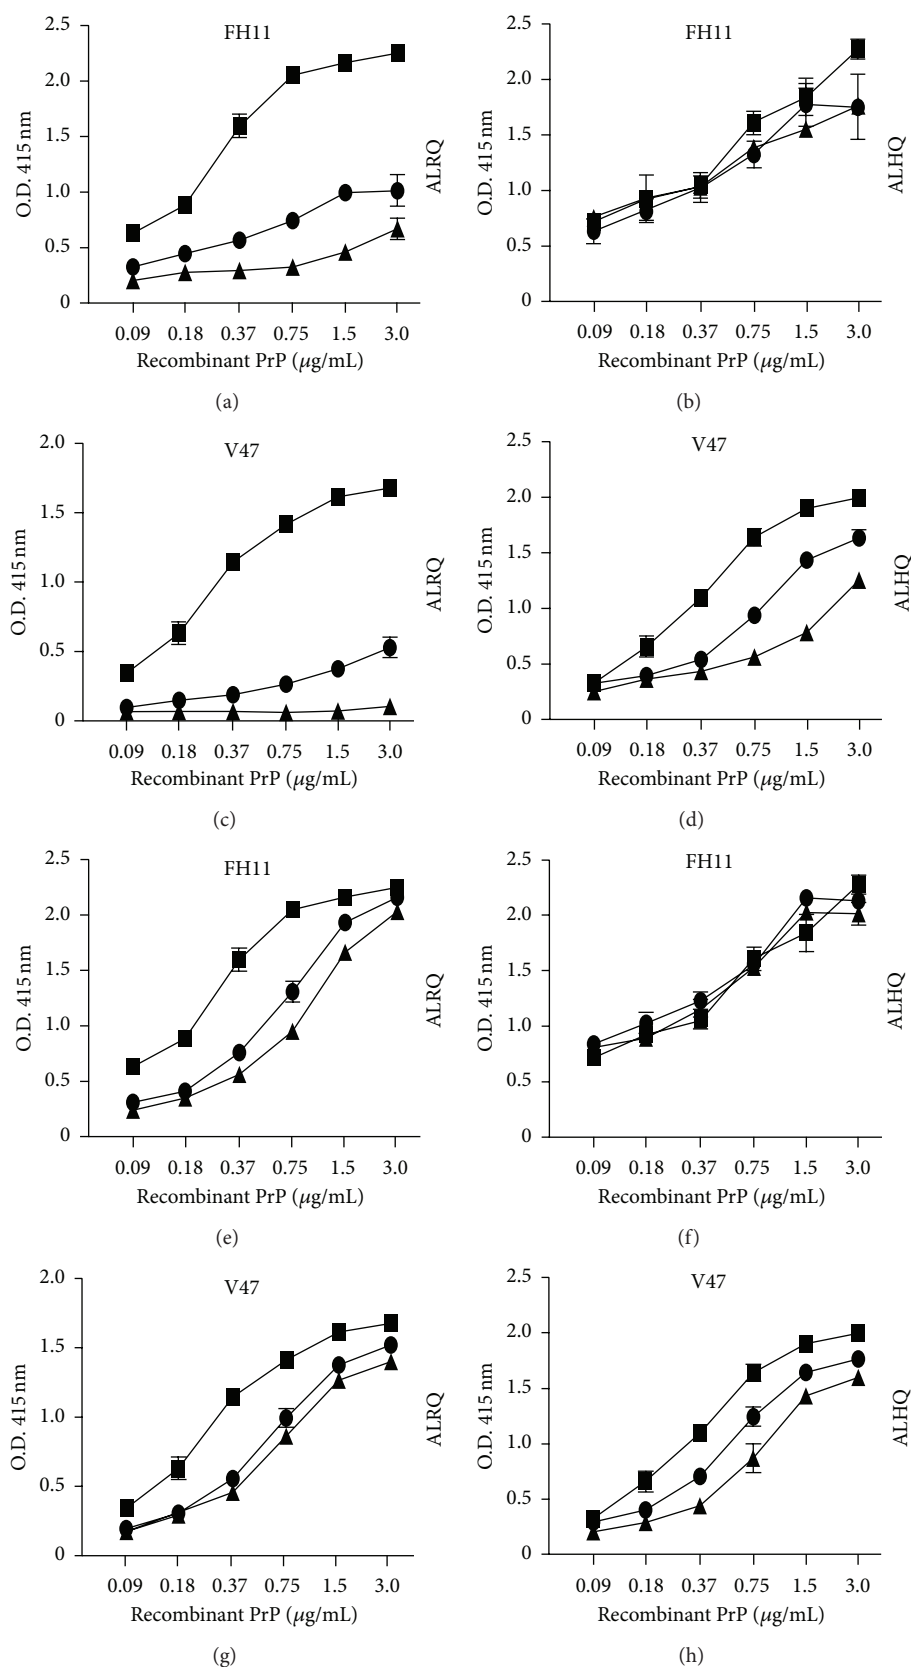 FH11
O.D. 415 nm
2.5
2.0
1.5
1.0
0.5
0
0.09 0.18 0.37 0.75 1.5 3.0
Recombinant PrP (μg/mL)
ALRQ
(a)
FH11
O.D. 415 nm
2.5
2.0
1.5
1.0
0.5
0
0.09 0.18 0.37 0.75 1.5 3.0
Recombinant PrP (μg/mL)
ALHQ
(b)
V47
O.D. 415 nm
2.0
1.5
1.0
0.5
0
0.09 0.18 0.37 0.75 1.5 3.0
Recombinant PrP (μg/mL)
ALRQ
(c)
V47
O.D. 415 nm
2.5
2.0
1.5
1.0
0.5
0
0.09 0.18 0.37 0.75 1.5 3.0
Recombinant PrP (μg/mL)
ALHQ
(d)
FH11
O.D. 415 nm
2.5
2.0
1.5
1.0
0.5
0
0.09 0.18 0.37 0.75 1.5 3.0
Recombinant PrP (μg/mL)
ALRQ
(e)
FH11
O.D. 415 nm
2.5
2.0
1.5
1.0
0.5
0
0.09 0.18 0.37 0.75 1.5 3.0
Recombinant PrP (μg/mL)
ALHQ
(f)
V47
O.D. 415 nm
2.0
1.5
1.0
0.5
0
0.09 0.18 0.37 0.75 1.5 3.0
Recombinant PrP (μg/mL)
ALRQ
(g)
V47
O.D. 415 nm
2.5
2.0
1.5
1.0
0.5
0
0.09 0.18 0.37 0.75 1.5 3.0
Recombinant PrP (μg/mL)
ALHQ
(h)